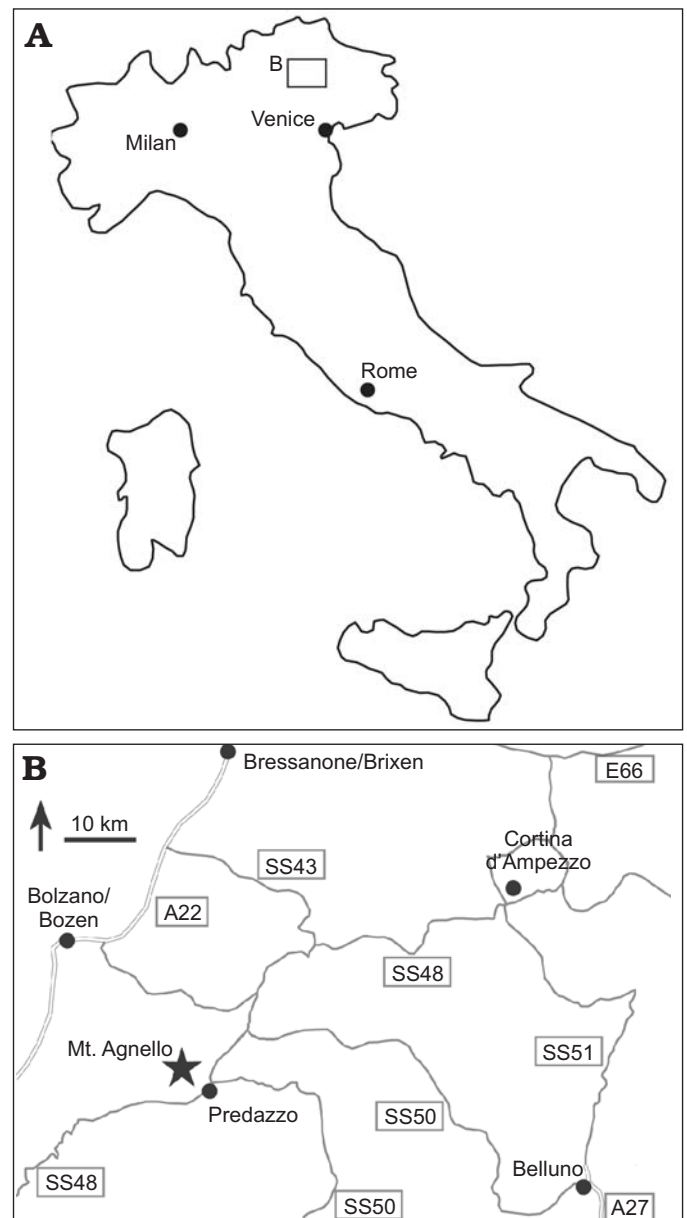 A
B
Milan
Venice
Rome
B
Bressanone/Brixen
E66
10 km
Cortina
d'Ampezzo
SS43
Bolzano/
Bozen
A22
SS48
Mt. Agnello
SS51
Predazzo
SS50
Belluno
SS48
SS50
A27